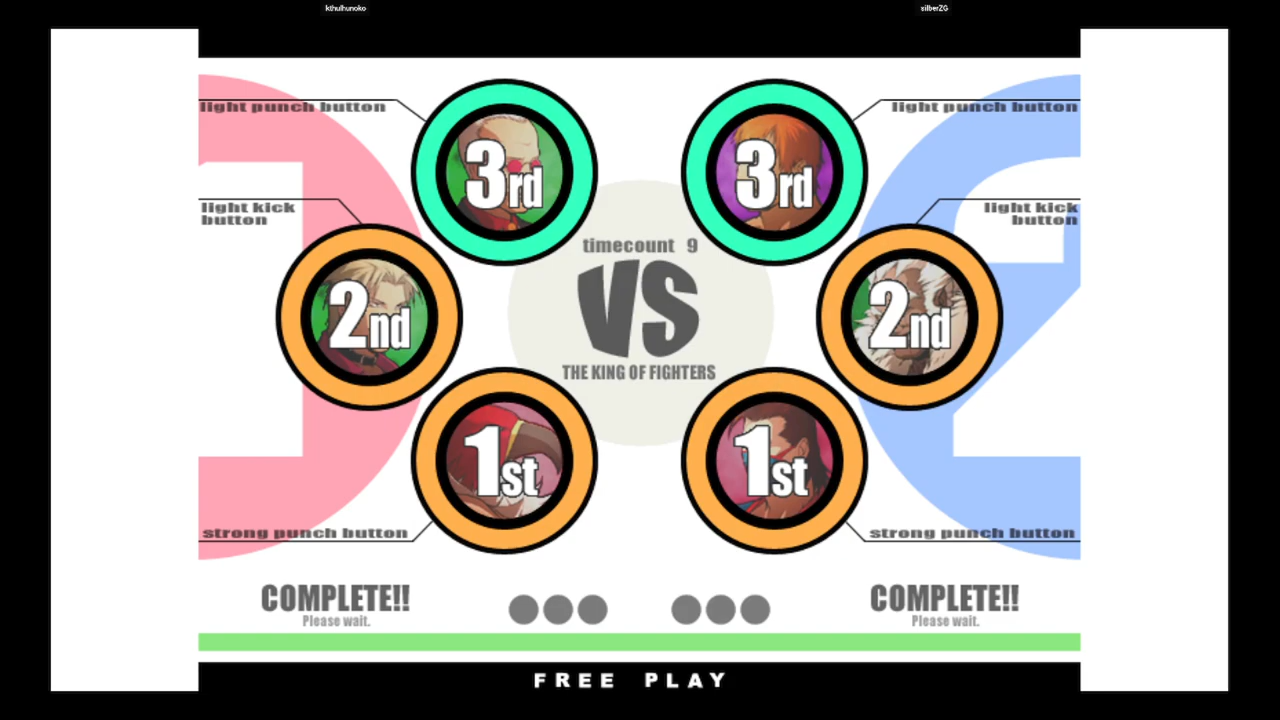 kthulhunoko
silberZG
light punch button
light punch button
3rd
3rd
light kick
button
light kick
button
timecount 9
VS
THE KING OF FIGHTERS
2nd
2nd
1st
1st
strong punch button
strong punch button
COMPLETE!!
Please wait.
COMPLETE!!
Please wait.
FREE PLAY
1
2